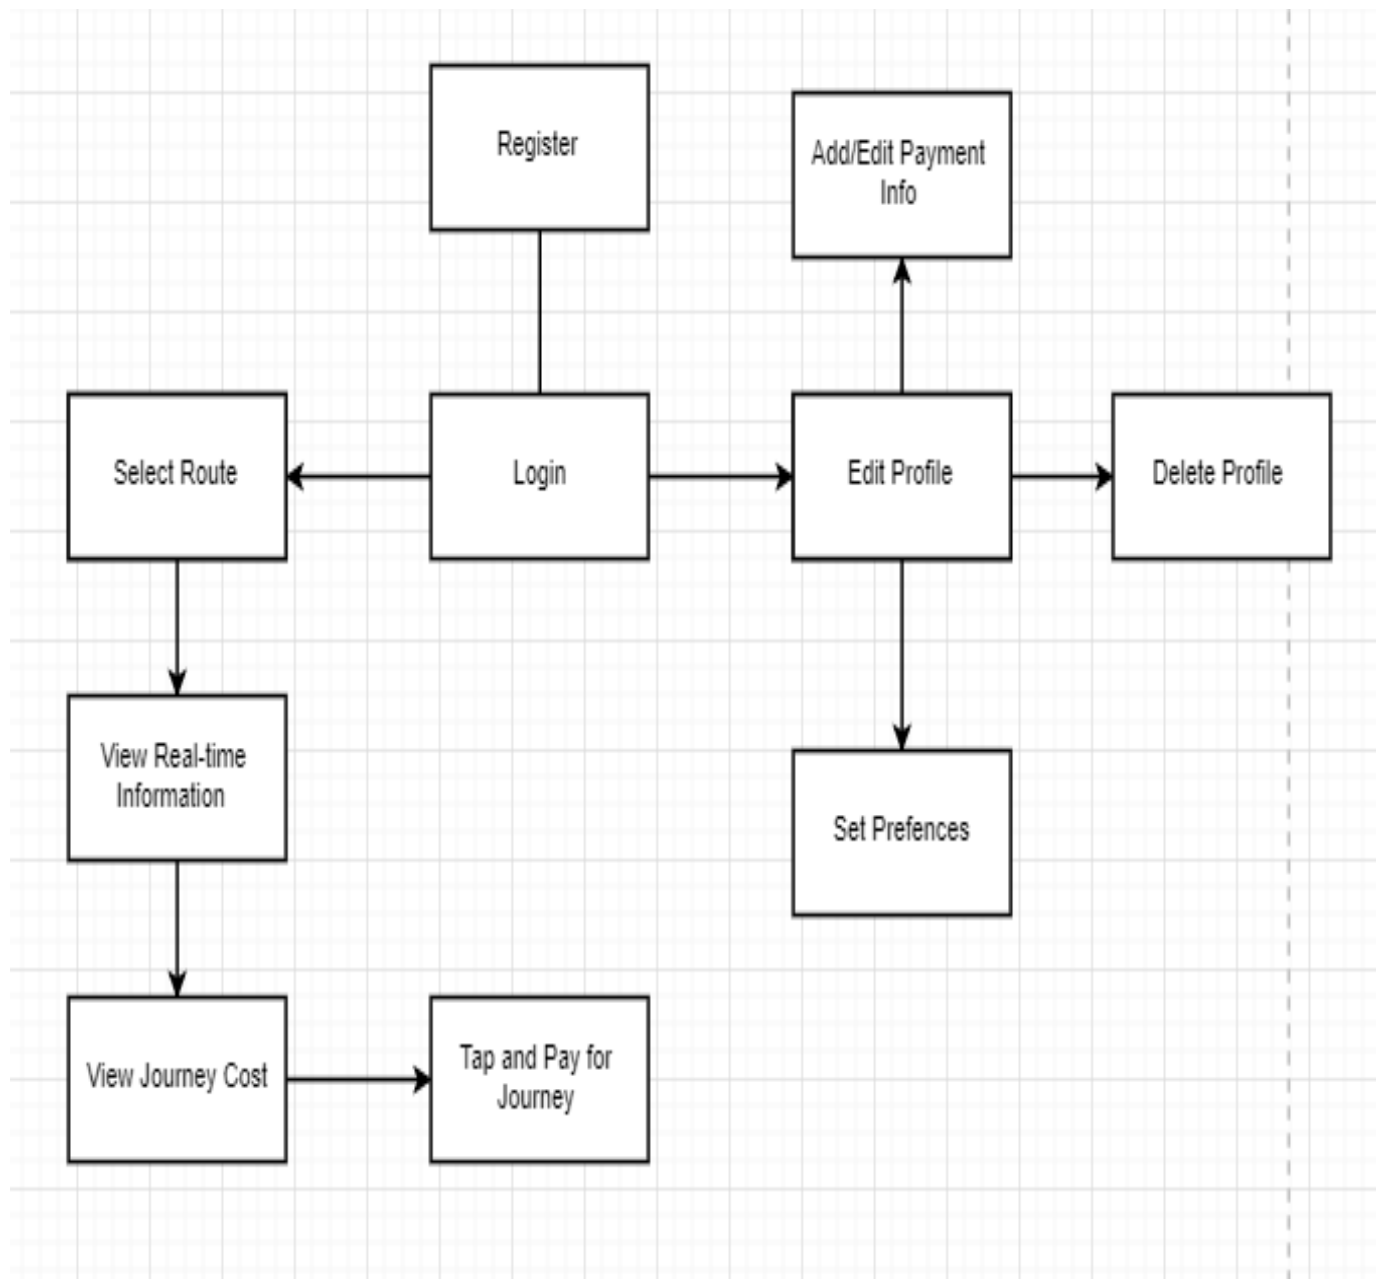 Register
Add/Edit Payment
Info
Select Route
Login
Edit Profile
Delete Profile
View Real-time
Information
Set Prefences
View Journey Cost
Tap and Pay for
Journey